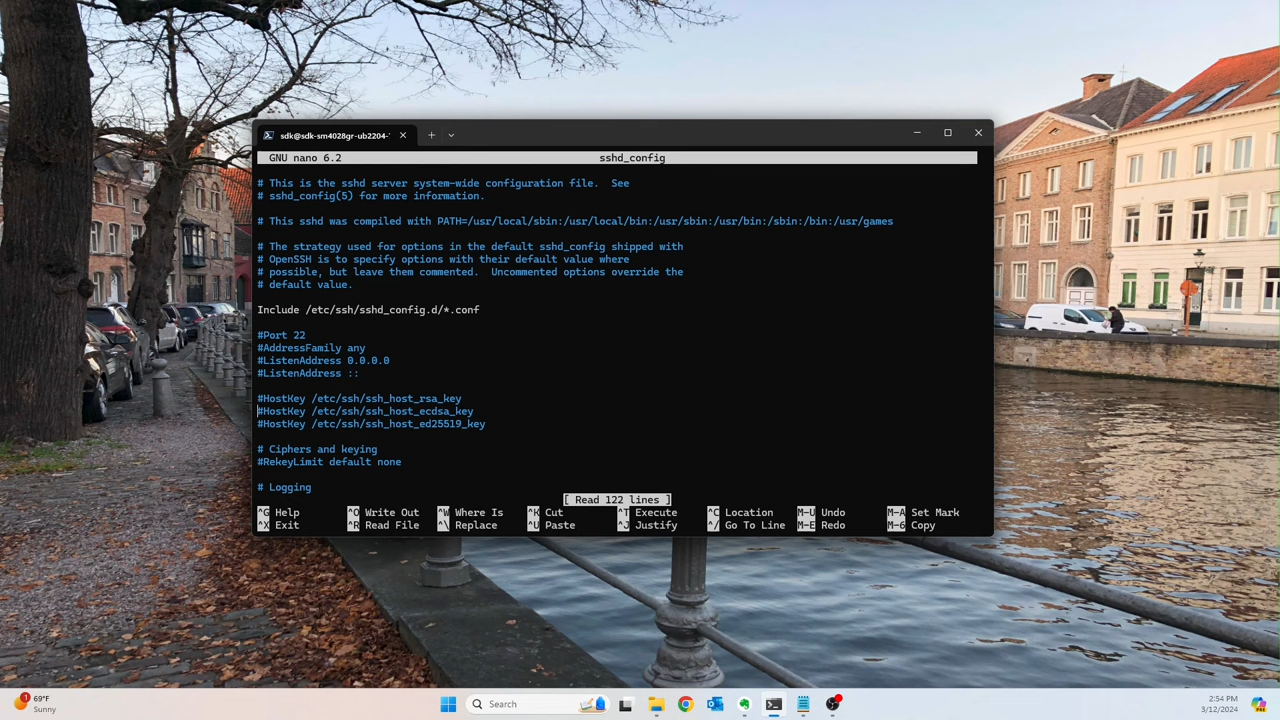 sdk@sdk-sm4028gr-ub2204-
GNU nano 6.2 sshd_config
# This is the sshd server system-wide configuration file.  See
# sshd_config(5) for more information.
# This sshd was compiled with PATH=/usr/local/sbin:/usr/local/bin:/usr/sbin:/usr/bin:/sbin:/bin:/usr/games
# The strategy used for options in the default sshd_config shipped with
# OpenSSH is to specify options with their default value where
# possible, but leave them commented.  Uncommented options override the
# default value.
Include /etc/ssh/sshd_config.d/*.conf
#Port 22
#AddressFamily any
#ListenAddress 0.0.0.0
#ListenAddress ::
#HostKey /etc/ssh/ssh_host_rsa_key
#HostKey /etc/ssh/ssh_host_ecdsa_key
#HostKey /etc/ssh/ssh_host_ed25519_key
# Ciphers and keying
#RekeyLimit default none
# Logging
[ Read 122 lines ]
^G Help ^O Write Out ^W Where Is ^K Cut ^T Execute ^C Location M-U Undo M-A Set Mark
^X Exit ^R Read File ^\ Replace ^U Paste ^J Justify ^/ Go To Line M-E Redo M-6 Copy
1
69°F
Sunny
Search
2:54 PM
3/12/2024